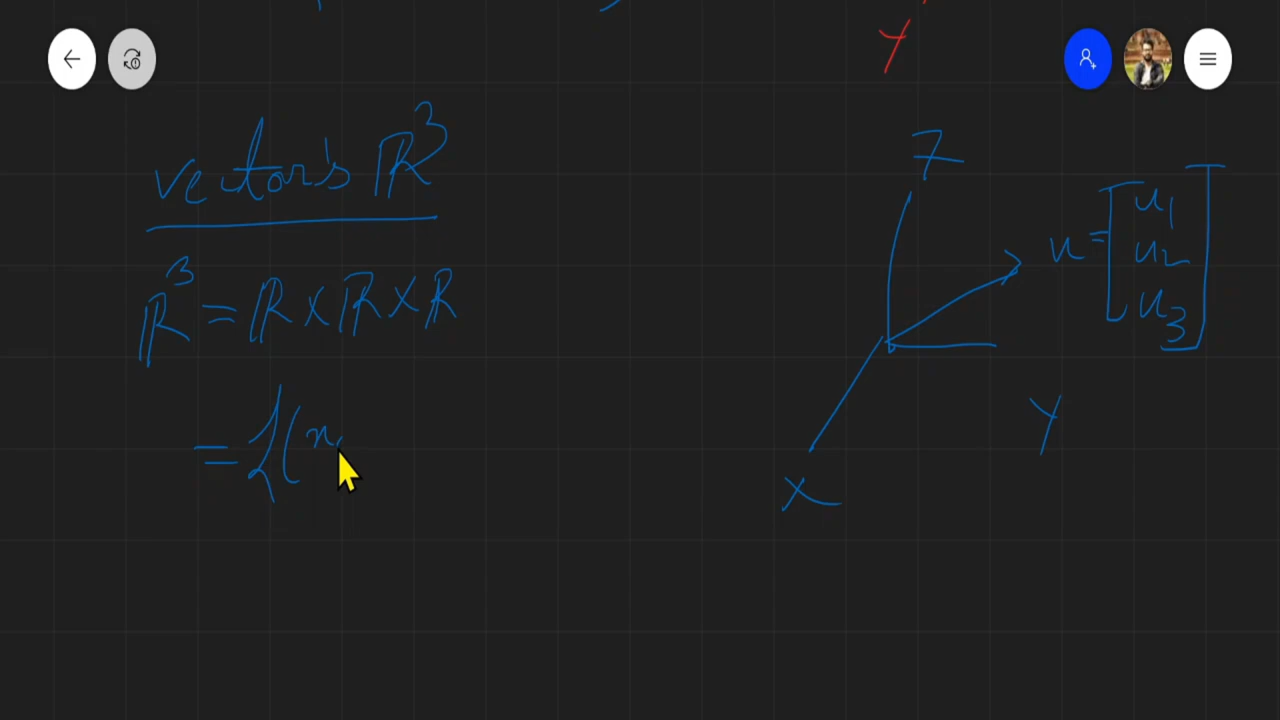 Y
vector's ℝ³
ℝ³ = ℝ × ℝ × ℝ
= {(x,
Z
u = [u₁
u₂
u₃]
Y
X